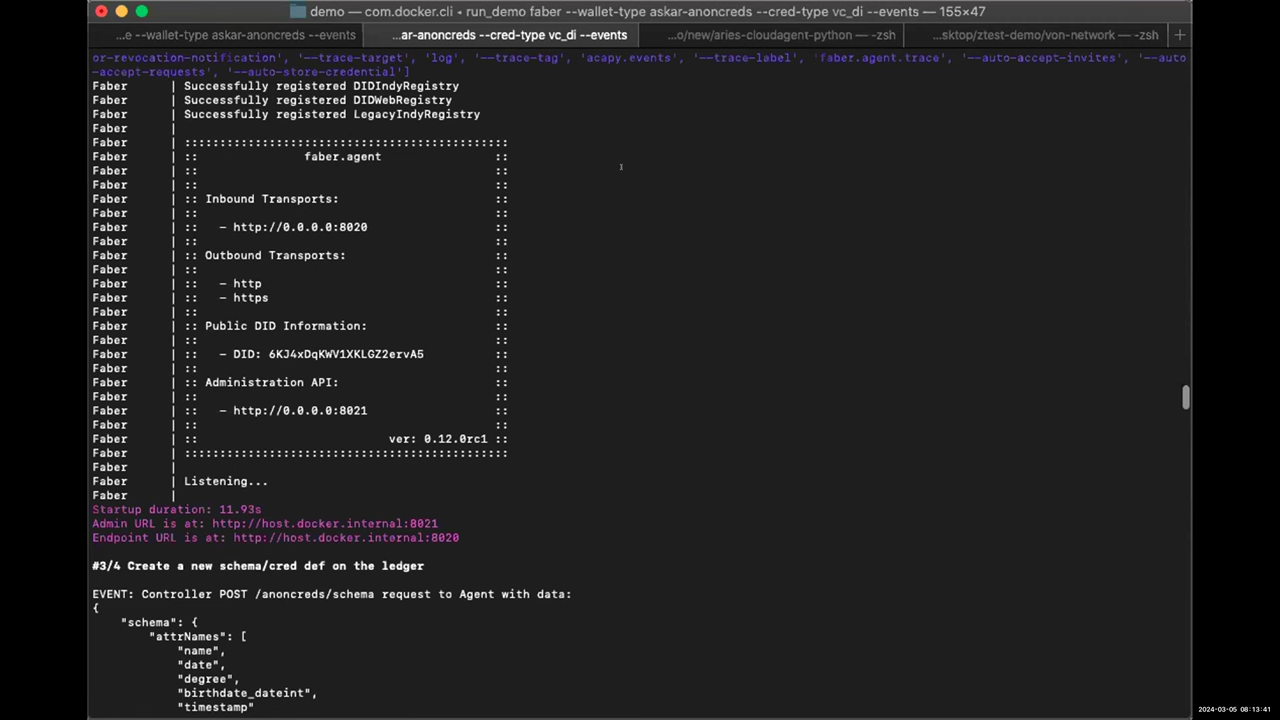 demo — com.docker.cli ◂ run_demo faber --wallet-type askar-anoncreds --cred-type vc_di --events — 155×47
...e --wallet-type askar-anoncreds --events
...ar-anoncreds --cred-type vc_di --events
...o/new/aries-cloudagent-python — -zsh
...sktop/ztest-demo/von-network — -zsh
+
or-revocation-notification', '--trace-target', 'log', '--trace-tag', 'acapy.events', '--trace-label', 'faber.agent.trace', '--auto-accept-invites', '--auto
-accept-requests', '--auto-store-credential']
Faber      | Successfully registered DIDIndyRegistry
Faber      | Successfully registered DIDWebRegistry
Faber      | Successfully registered LegacyIndyRegistry
Faber      |
Faber      | ::::::::::::::::::::::::::::::::::::::::::::::
Faber      | ::               faber.agent                ::
Faber      | ::                                          ::
Faber      | ::                                          ::
Faber      | :: Inbound Transports:                      ::
Faber      | ::                                          ::
Faber      | ::   - http://0.0.0.0:8020                  ::
Faber      | ::                                          ::
Faber      | :: Outbound Transports:                     ::
Faber      | ::                                          ::
Faber      | ::   - http                                 ::
Faber      | ::   - https                                ::
Faber      | ::                                          ::
Faber      | :: Public DID Information:                  ::
Faber      | ::                                          ::
Faber      | ::   - DID: 6KJ4xDqKWV1XKLGZ2ervA5          ::
Faber      | ::                                          ::
Faber      | :: Administration API:                      ::
Faber      | ::                                          ::
Faber      | ::   - http://0.0.0.0:8021                  ::
Faber      | ::                                          ::
Faber      | ::                           ver: 0.12.0rc1 ::
Faber      | ::::::::::::::::::::::::::::::::::::::::::::::
Faber      |
Faber      | Listening...
Faber      |
Startup duration: 11.93s
Admin URL is at: http://host.docker.internal:8021
Endpoint URL is at: http://host.docker.internal:8020
#3/4 Create a new schema/cred def on the ledger
EVENT: Controller POST /anoncreds/schema request to Agent with data:
{
    "schema": {
        "attrNames": [
            "name",
            "date",
            "degree",
            "birthdate_dateint",
            "timestamp"
2024-03-05 08:13:41